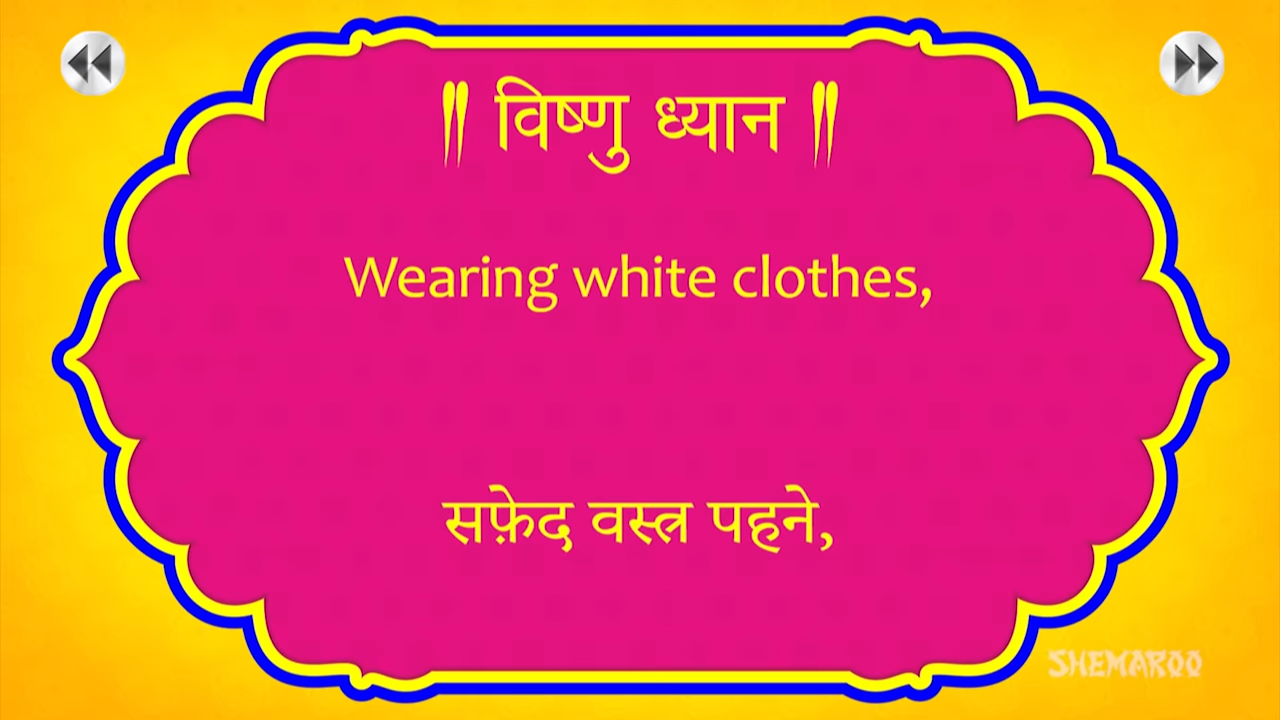 ॥ विष्णु ध्यान ॥
Wearing white clothes,
सफ़ेद वस्त्र पहने,
SHEMAROO